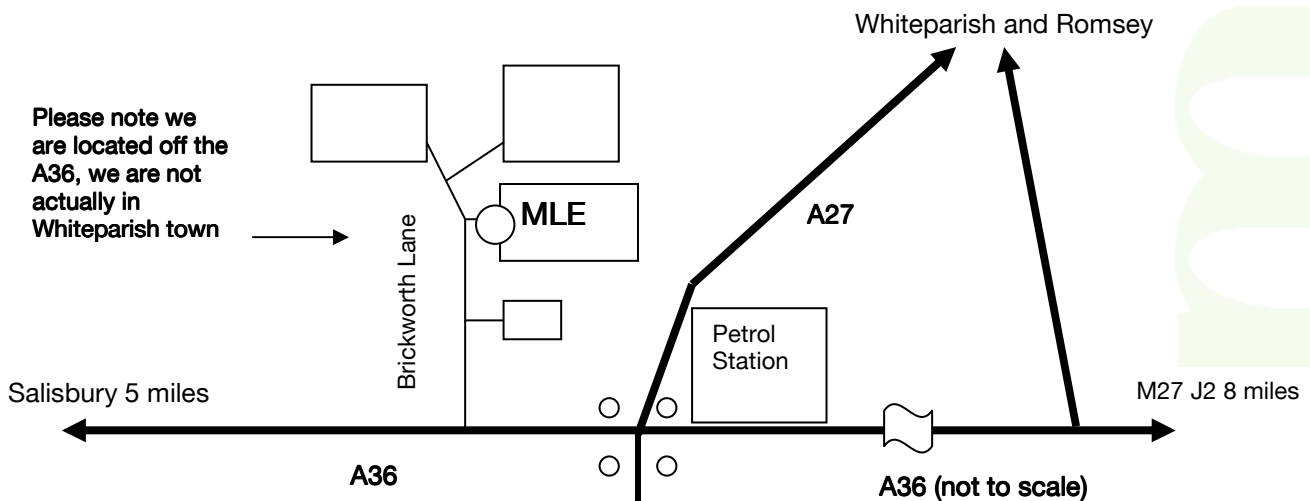 Whiteparish and Romsey
Please note we
are located off the
A36, we are not
actually in
Whiteparish town
MLE
A27
Brickworth Lane
Petrol
Station
Salisbury 5 miles
M27 J2 8 miles
A36
A36 (not to scale)
m